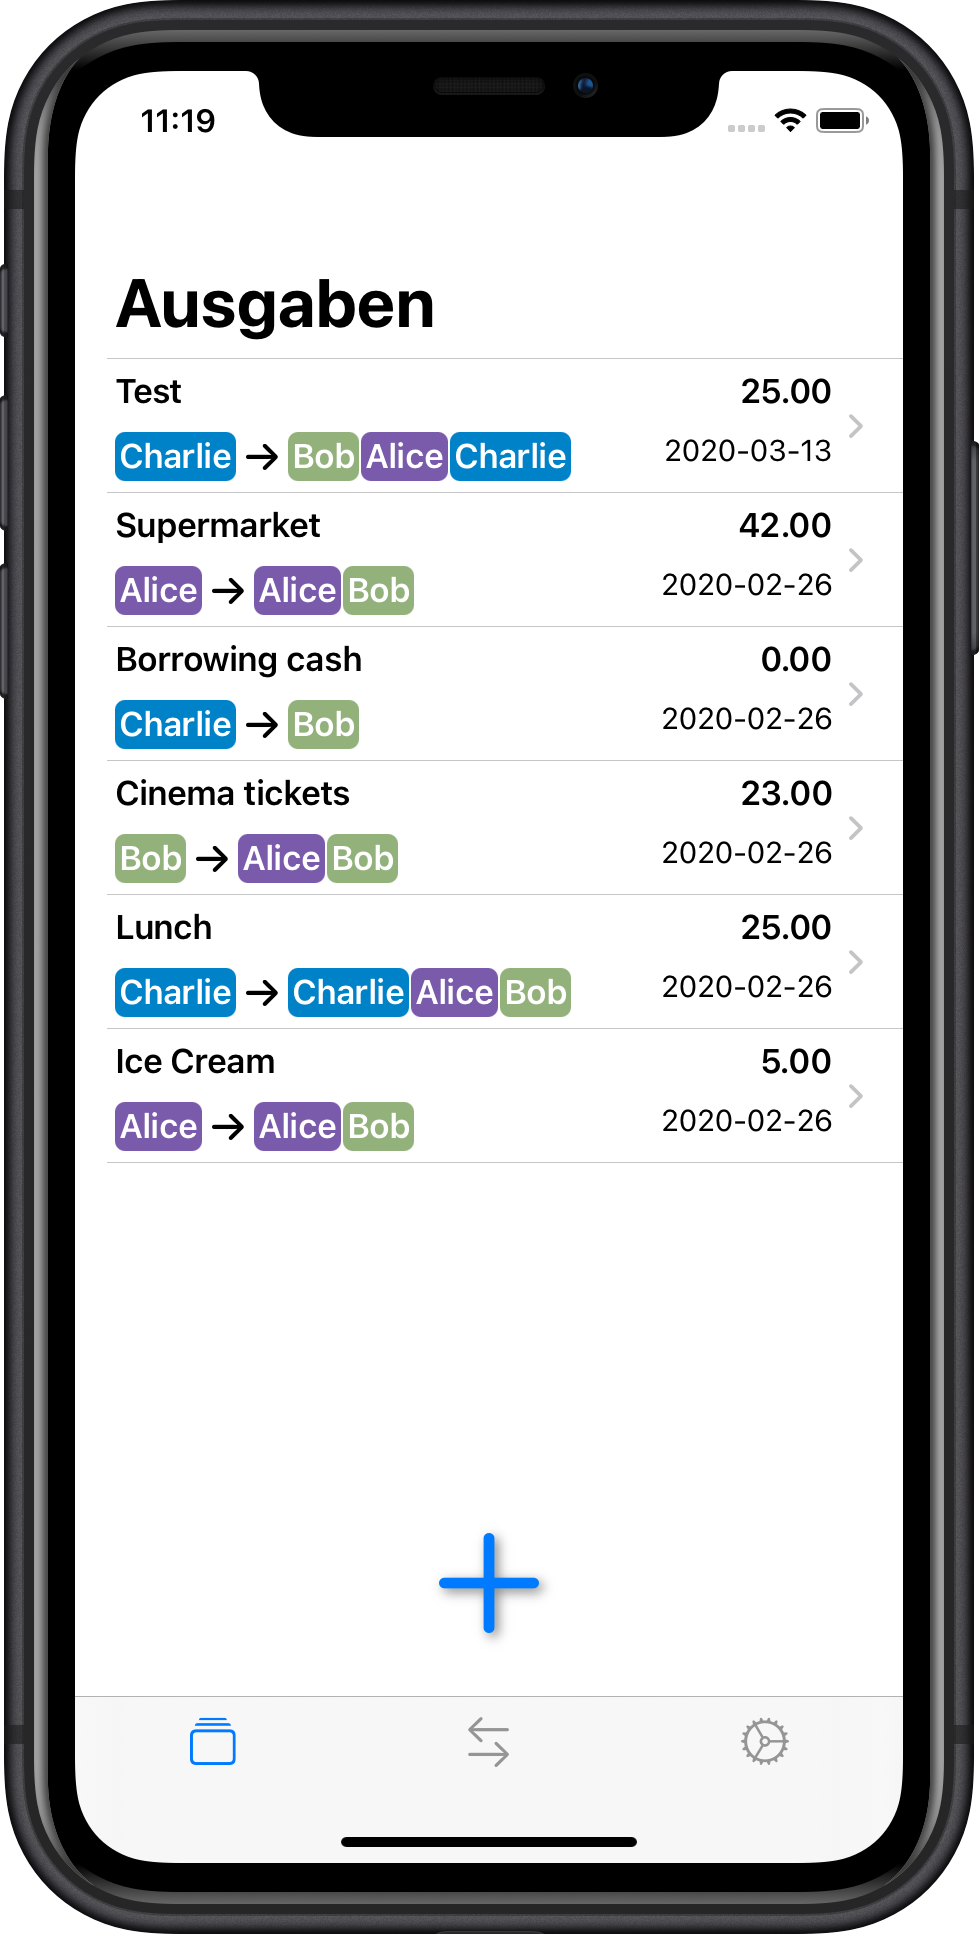 11:19
Ausgaben
Test 25.00
Charlie → Bob Alice Charlie 2020-03-13
Supermarket 42.00
Alice → Alice Bob 2020-02-26
Borrowing cash 0.00
Charlie → Bob 2020-02-26
Cinema tickets 23.00
Bob → Alice Bob 2020-02-26
Lunch 25.00
Charlie → Charlie Alice Bob 2020-02-26
Ice Cream 5.00
Alice → Alice Bob 2020-02-26